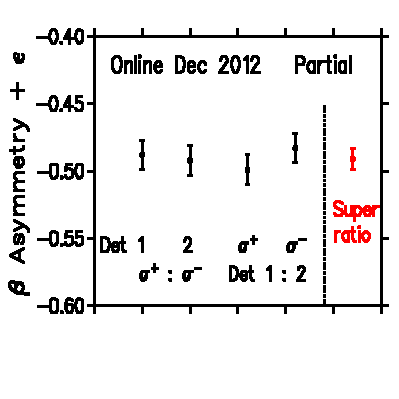 β Asymmetry + e
−0.40
−0.45
−0.50
−0.55
−0.60
Online Dec 2012 Partial
Det 1 2 σ⁺ σ⁻
σ⁺ : σ⁻ Det 1 : 2
Super
ratio